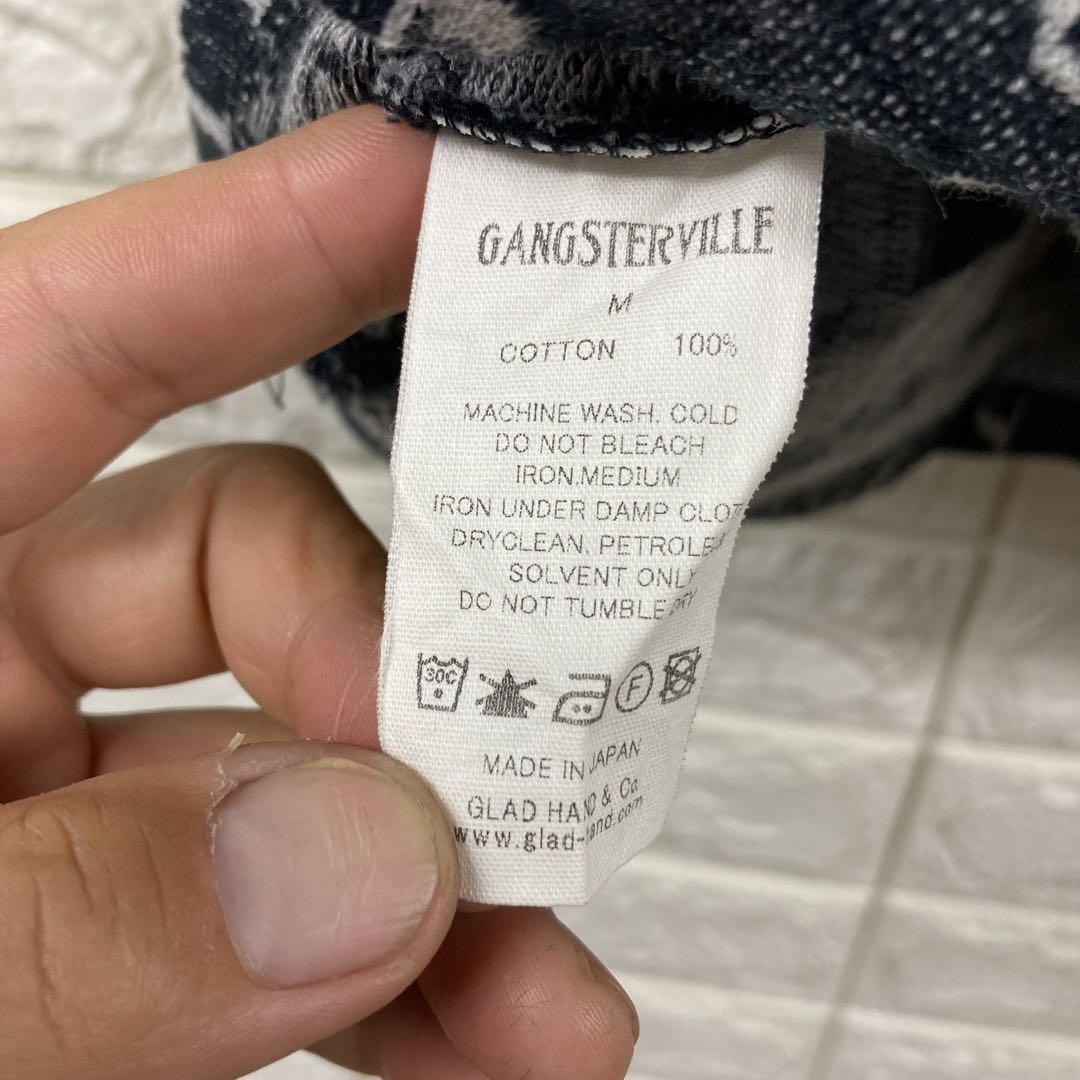 GANGSTERVILLE
M
COTTON 100%
MACHINE WASH. COLD
DO NOT BLEACH
IRON.MEDIUM
IRON UNDER DAMP CLOT
DRYCLEAN. PETROLEA
SOLVENT ONLY
DO NOT TUMBLE DRY
30C F
MADE IN JAPAN
GLAD HAND & Co.
www.glad-hand.com